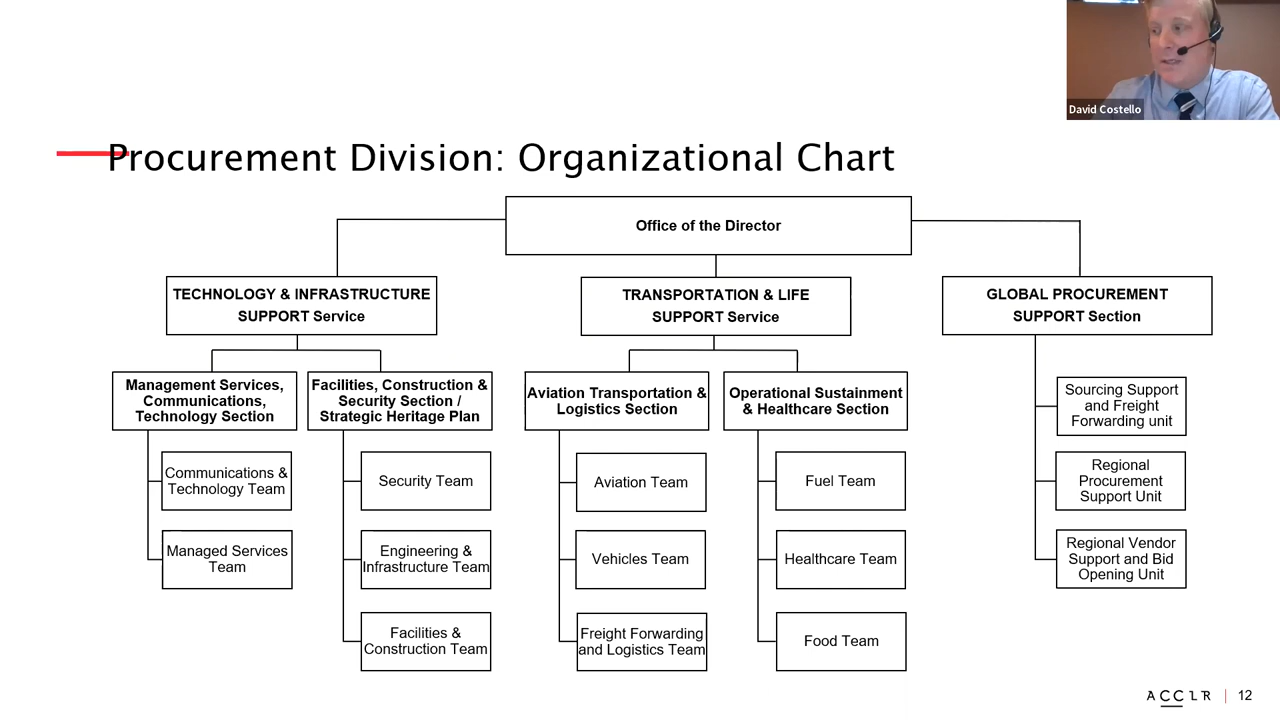 David Costello
Procurement Division: Organizational Chart
Office of the Director
TECHNOLOGY & INFRASTRUCTURE
SUPPORT Service
TRANSPORTATION & LIFE
SUPPORT Service
GLOBAL PROCUREMENT
SUPPORT Section
Management Services,
Communications,
Technology Section
Facilities, Construction &
Security Section /
Strategic Heritage Plan
Aviation Transportation &
Logistics Section
Operational Sustainment
& Healthcare Section
Sourcing Support
and Freight
Forwarding unit
Communications &
Technology Team
Security Team
Aviation Team
Fuel Team
Regional
Procurement
Support Unit
Managed Services
Team
Engineering &
Infrastructure Team
Vehicles Team
Healthcare Team
Regional Vendor
Support and Bid
Opening Unit
Facilities &
Construction Team
Freight Forwarding
and Logistics Team
Food Team
ACCLR | 12